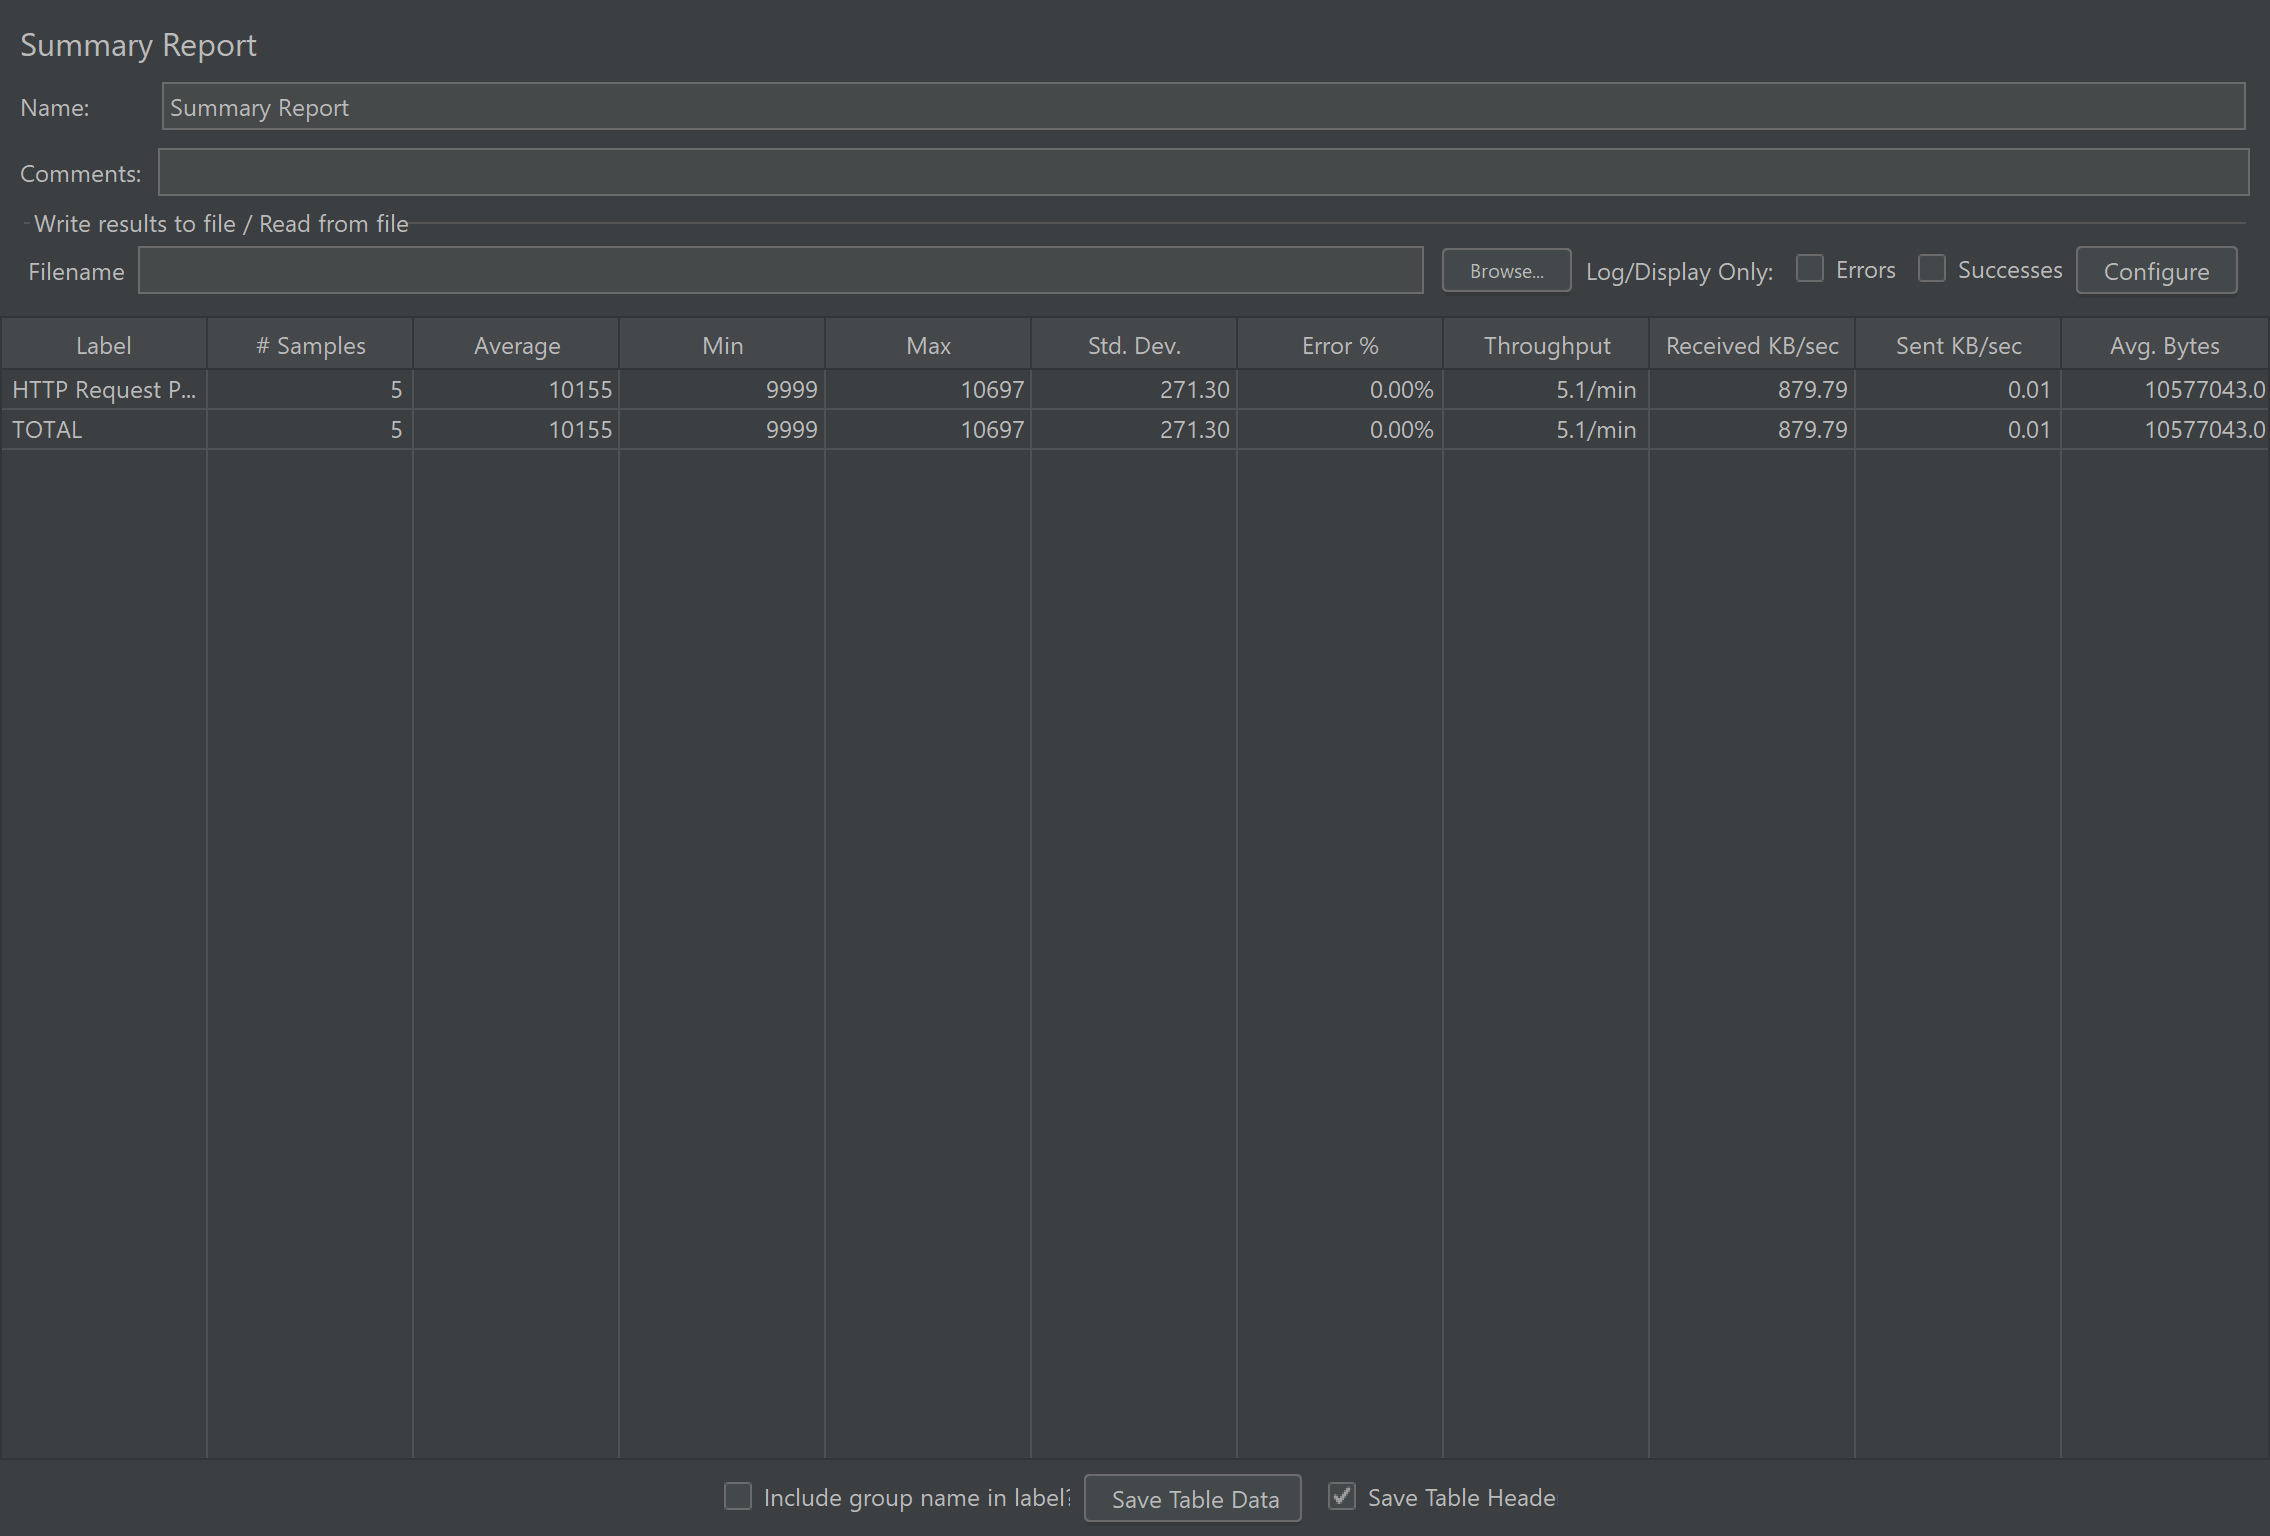 Summary Report
Name: Summary Report
Comments:
Write results to file / Read from file
Filename Browse... Log/Display Only: Errors Successes Configure
Label # Samples Average Min Max Std. Dev. Error % Throughput Received KB/sec Sent KB/sec Avg. Bytes
HTTP Request P... 5 10155 9999 10697 271.30 0.00% 5.1/min 879.79 0.01 10577043.0
TOTAL 5 10155 9999 10697 271.30 0.00% 5.1/min 879.79 0.01 10577043.0
Include group name in label? Save Table Data Save Table Heade